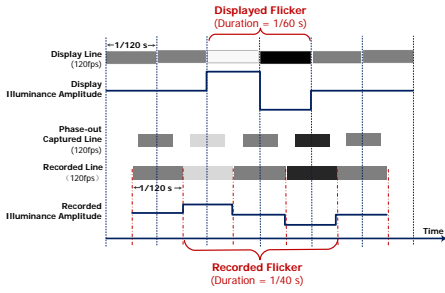 Displayed Flicker
(Duration = 1/60 s)
1/120 s
Display Line
(120fps)
Display
Illuminance Amplitude
Phase-out
Captured Line
(120fps)
Recorded Line
（120fps）
1/120 s
Recorded
Illuminance Amplitude
Time
Recorded Flicker
(Duration = 1/40 s)